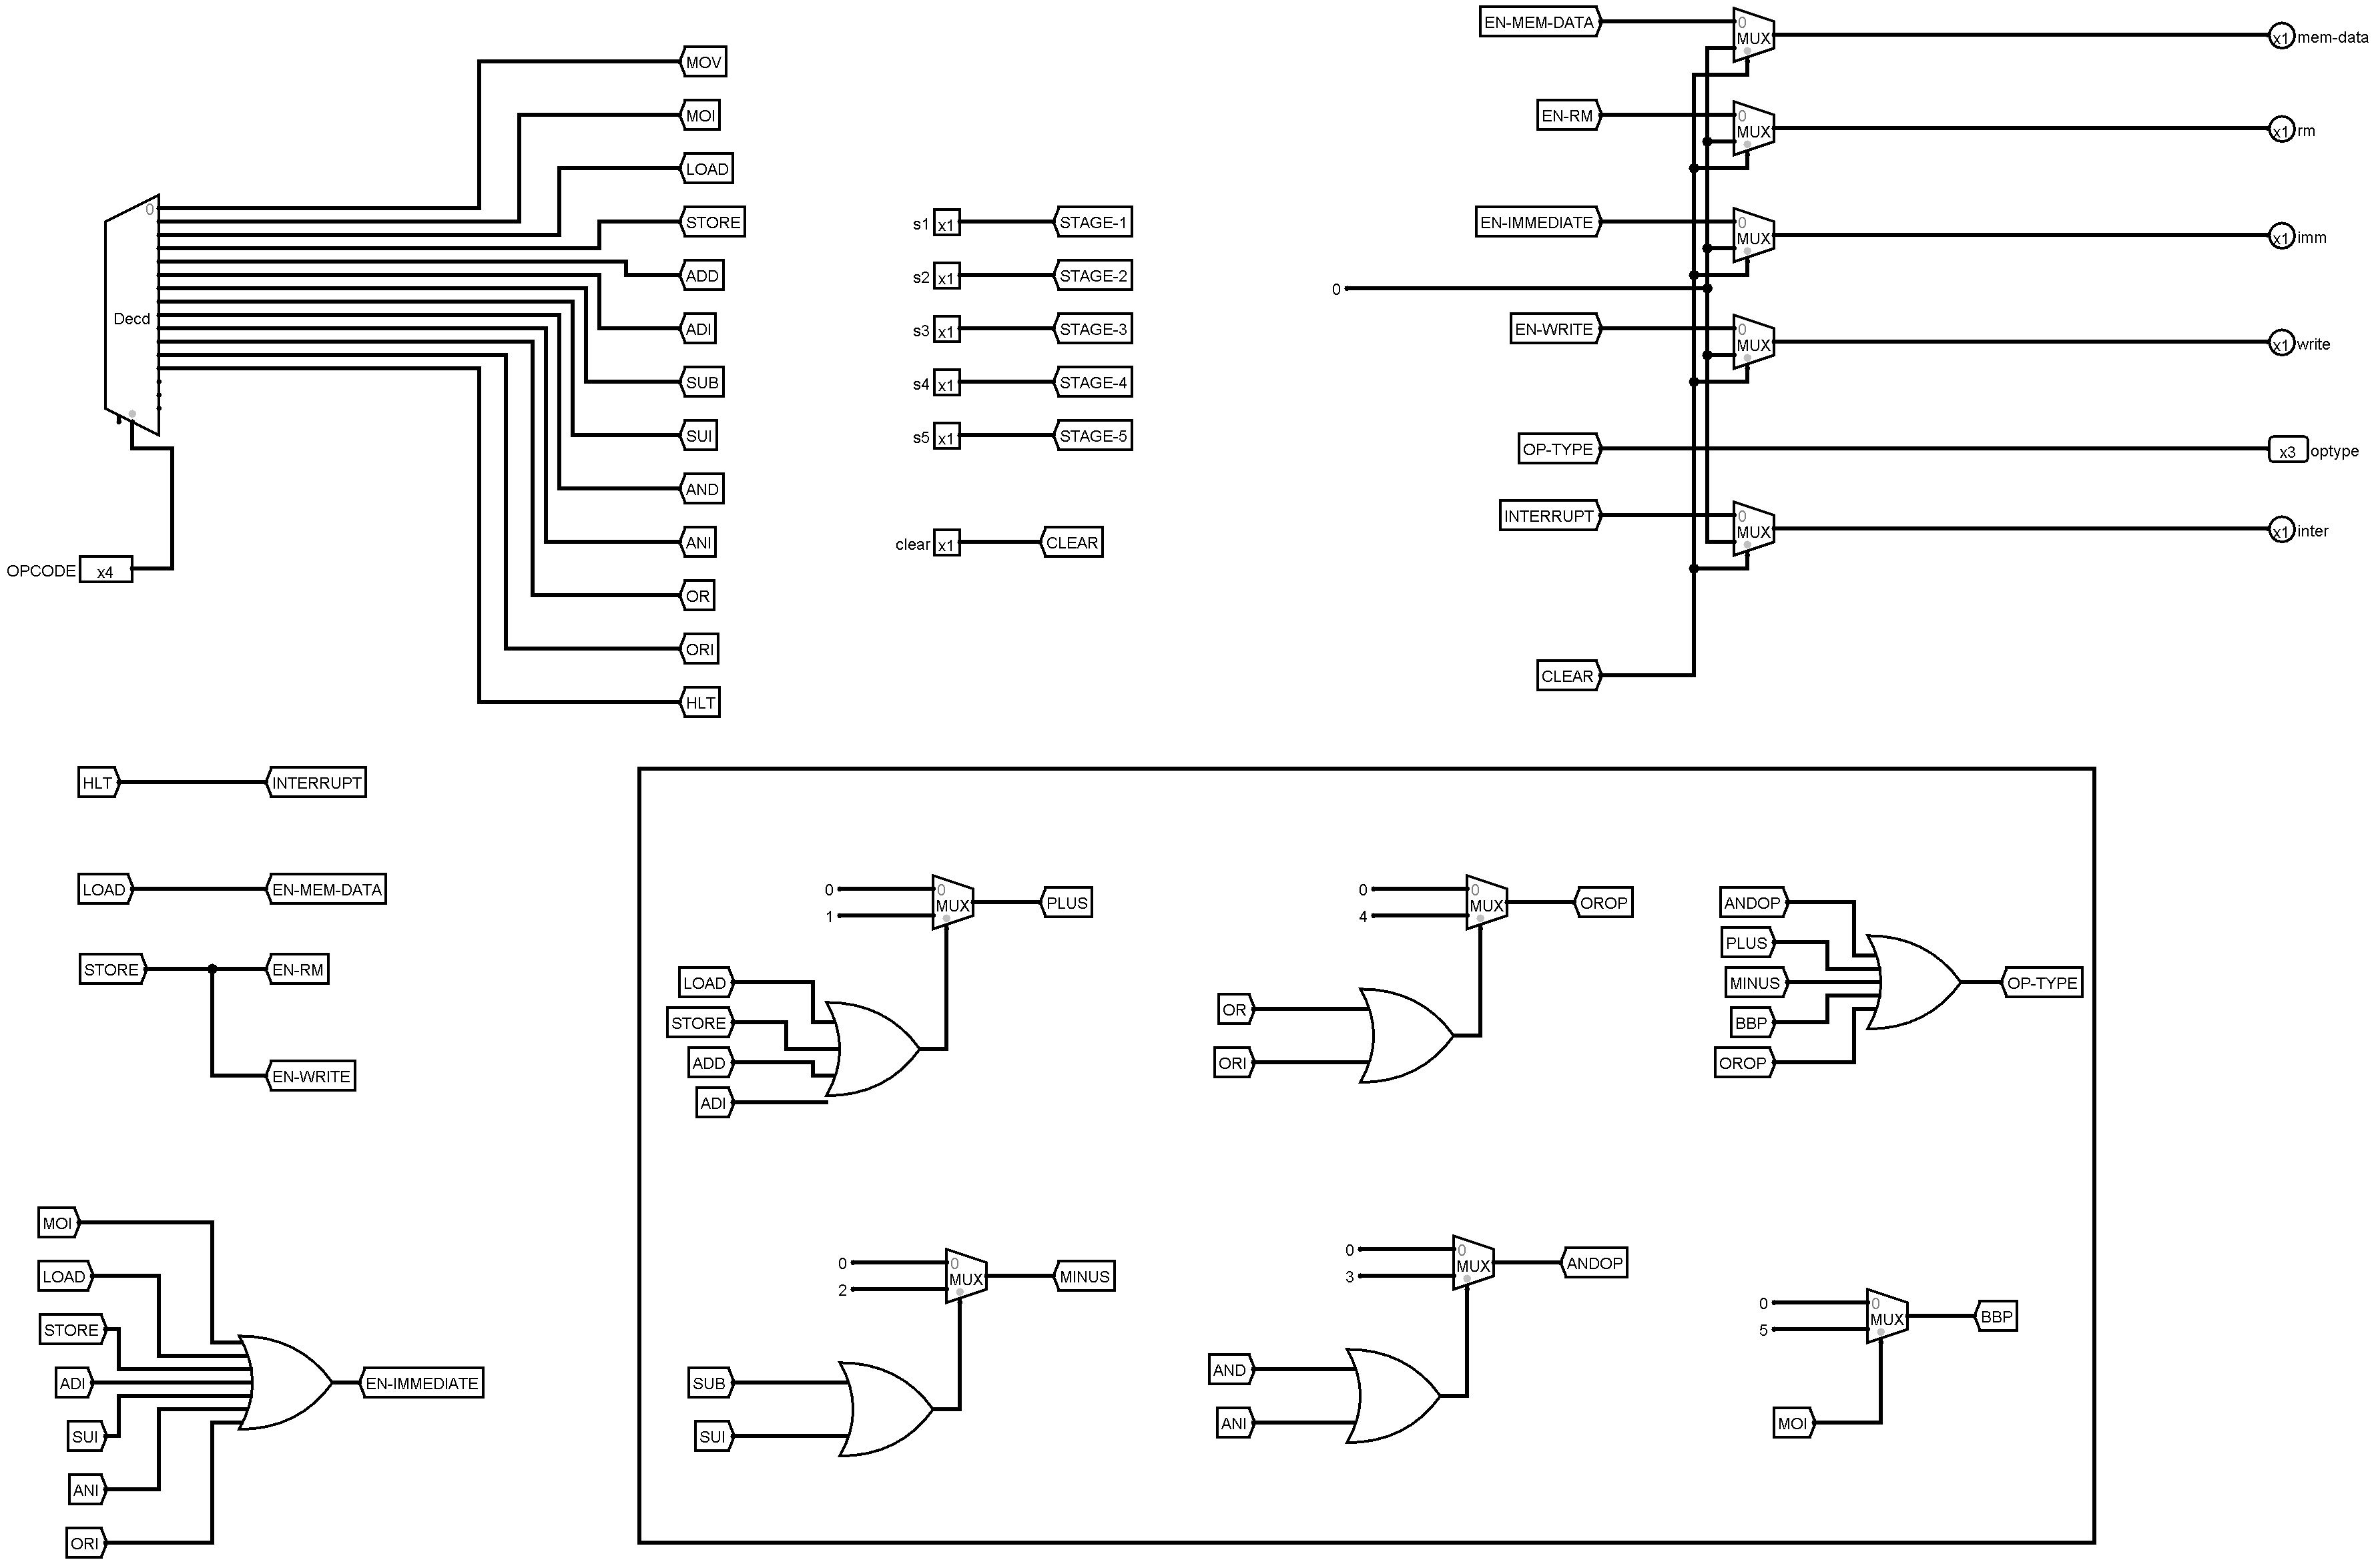 EN-MEM-DATA
0
MUX
x1 mem-data
MOV
MOI
EN-RM
0
MUX
x1 rm
LOAD
0
STORE
s1 x1 STAGE-1
EN-IMMEDIATE
0
MUX
x1 imm
ADD
s2 x1 STAGE-2
0
Decd
ADI
s3 x1 STAGE-3
EN-WRITE
0
MUX
x1 write
SUB
s4 x1 STAGE-4
SUI
s5 x1 STAGE-5
OP-TYPE
x3 optype
AND
INTERRUPT
0
MUX
x1 inter
ANI
clear x1 CLEAR
OPCODE x4
OR
ORI
CLEAR
HLT
HLT INTERRUPT
LOAD EN-MEM-DATA
STORE EN-RM
EN-WRITE
0 0
1 MUX PLUS
LOAD
STORE
ADD
ADI
0 0
4 MUX OROP
OR
ORI
ANDOP
PLUS
MINUS
BBP
OROP
OP-TYPE
MOI
LOAD
STORE
ADI
SUI
ANI
ORI
EN-IMMEDIATE
0 0
2 MUX MINUS
SUB
SUI
0 0
3 MUX ANDOP
AND
ANI
0 0
5 MUX BBP
MOI